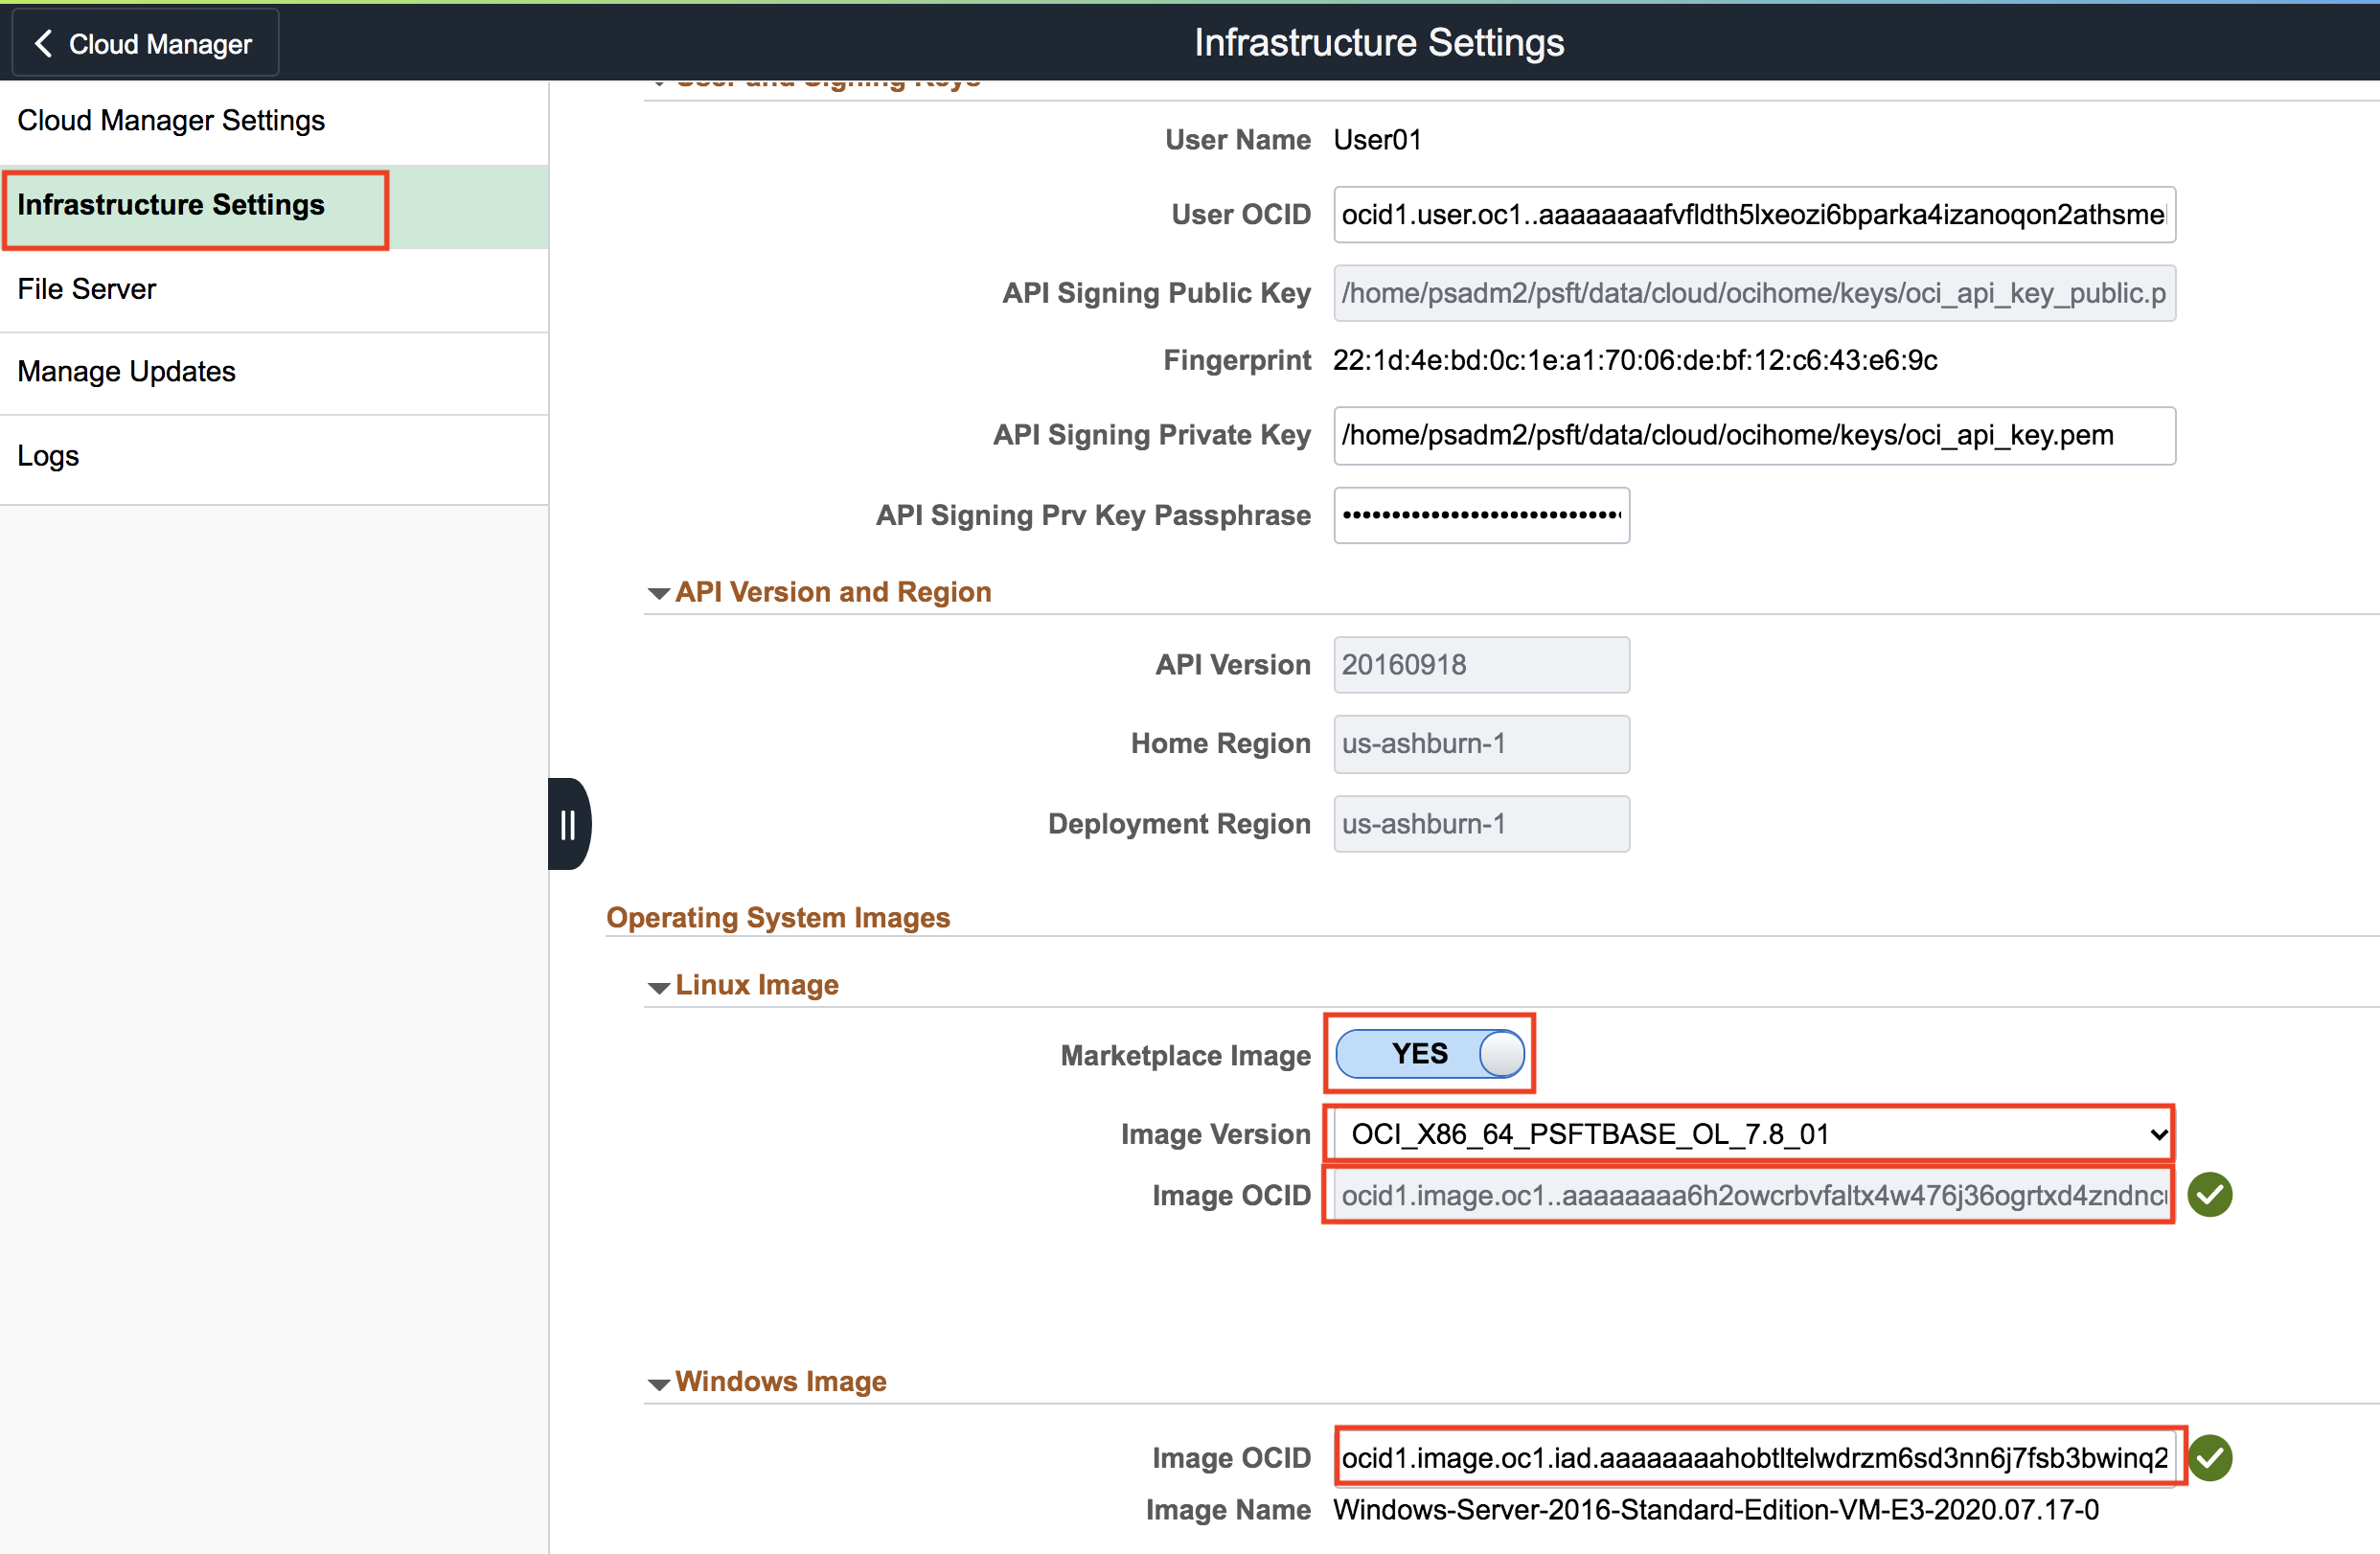 Cloud Manager
Infrastructure Settings
Cloud Manager Settings
Infrastructure Settings
File Server
Manage Updates
Logs
User and Signing Keys
User Name User01
User OCID ocid1.user.oc1..aaaaaaaafvfldth5lxeozi6bparka4izanoqon2athsme
API Signing Public Key /home/psadm2/psft/data/cloud/ocihome/keys/oci_api_key_public.p
Fingerprint 22:1d:4e:bd:0c:1e:a1:70:06:de:bf:12:c6:43:e6:9c
API Signing Private Key /home/psadm2/psft/data/cloud/ocihome/keys/oci_api_key.pem
API Signing Prv Key Passphrase
API Version and Region
API Version 20160918
Home Region us-ashburn-1
Deployment Region us-ashburn-1
Operating System Images
Linux Image
Marketplace Image YES
Image Version OCI_X86_64_PSFTBASE_OL_7.8_01
Image OCID ocid1.image.oc1..aaaaaaaa6h2owcrbvfaltx4w476j36ogrtxd4zndnc
Windows Image
Image OCID ocid1.image.oc1.iad.aaaaaaaahobtltelwdrzm6sd3nn6j7fsb3bwinq2
Image Name Windows-Server-2016-Standard-Edition-VM-E3-2020.07.17-0